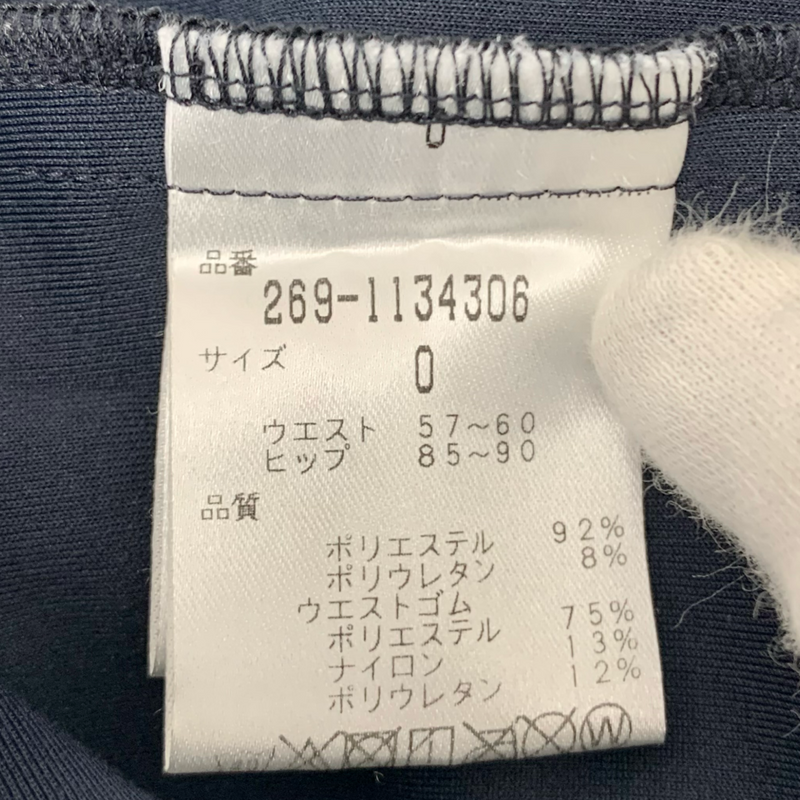 0
品番
269-1134306
サイズ 0
ウエスト 57~60
ヒップ 85~90
品質
ポリエステル 92%
ポリウレタン 8%
ウエストゴム
ポリエステル 75%
ナイロン 13%
ポリウレタン 12%
W